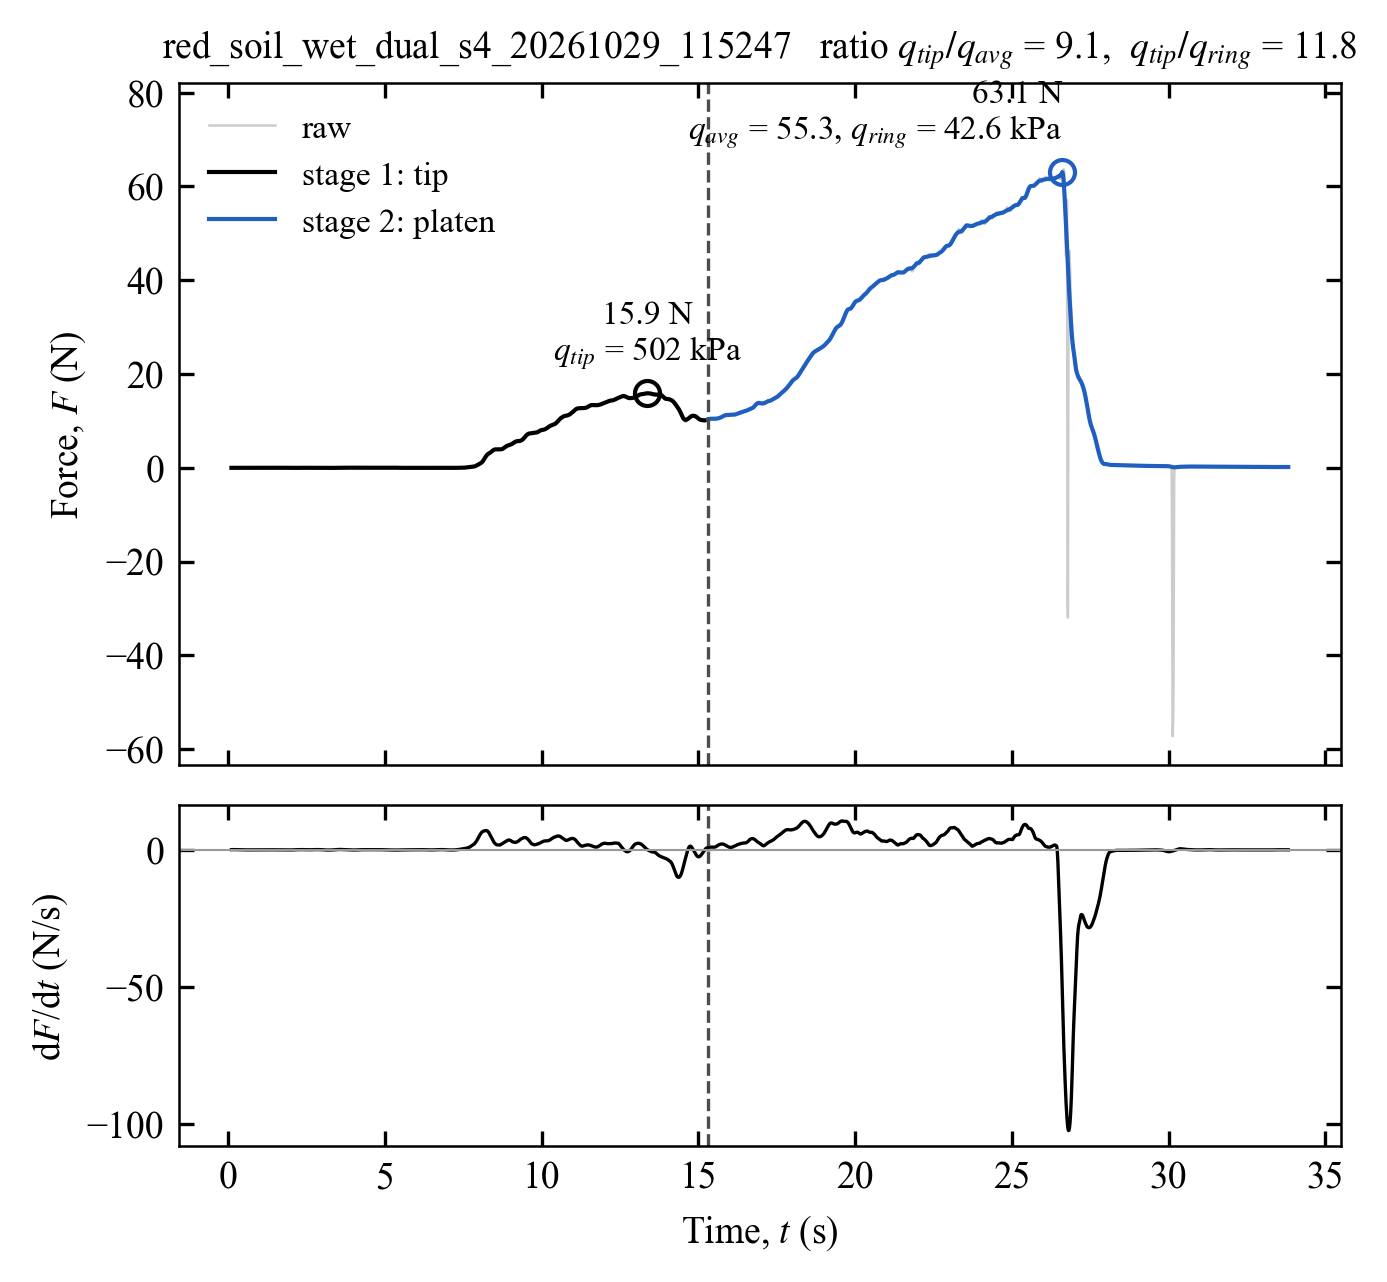 red_soil_wet_dual_s4_20261029_115247 ratio q_tip/q_avg = 9.1, q_tip/q_ring = 11.8
63.1 N
q_avg = 55.3, q_ring = 42.6 kPa
raw
stage 1: tip
stage 2: platen
15.9 N
q_tip = 502 kPa
80
60
40
20
0
−20
−40
−60
Force, F (N)
0
−50
−100
dF/dt (N/s)
0 5 10 15 20 25 30 35
Time, t (s)